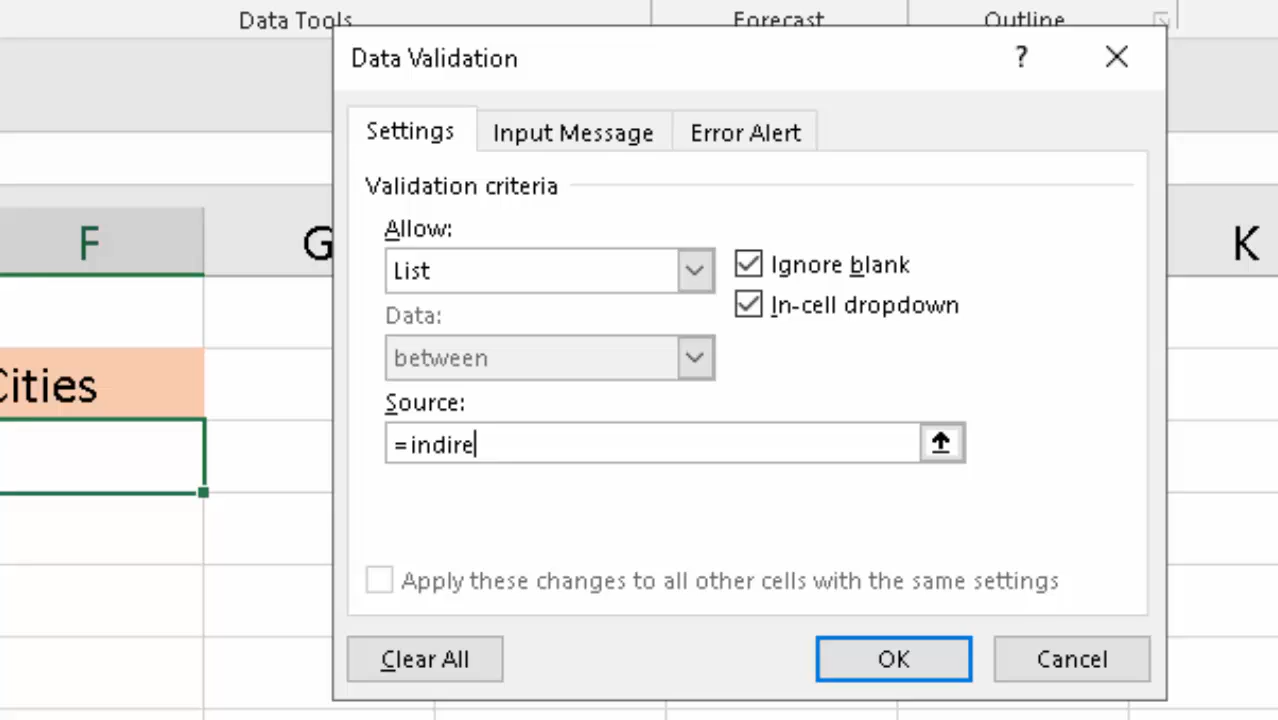 Data Tools Forecast Outline
Data Validation ?
Settings Input Message Error Alert
Validation criteria
Allow:
List
Ignore blank
In-cell dropdown
Data:
between
Source:
=indire
Apply these changes to all other cells with the same settings
Clear All OK Cancel
F G K
Cities